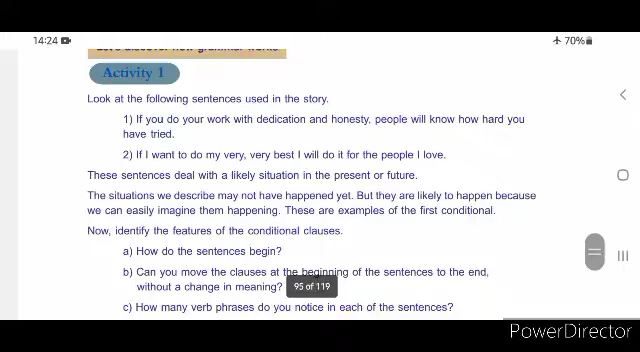 14:24 70%
Let's discover how grammar works
Activity 1
Look at the following sentences used in the story.
1) If you do your work with dedication and honesty, people will know how hard you
have tried.
2) If I want to do my very, very best I will do it for the people I love.
These sentences deal with a likely situation in the present or future.
The situations we describe may not have happened yet. But they are likely to happen because
we can easily imagine them happening. These are examples of the first conditional.
Now, identify the features of the conditional clauses.
a) How do the sentences begin?
b) Can you move the clauses at the beginning of the sentences to the end,
without a change in meaning?
95 of 119
c) How many verb phrases do you notice in each of the sentences?
PowerDirector